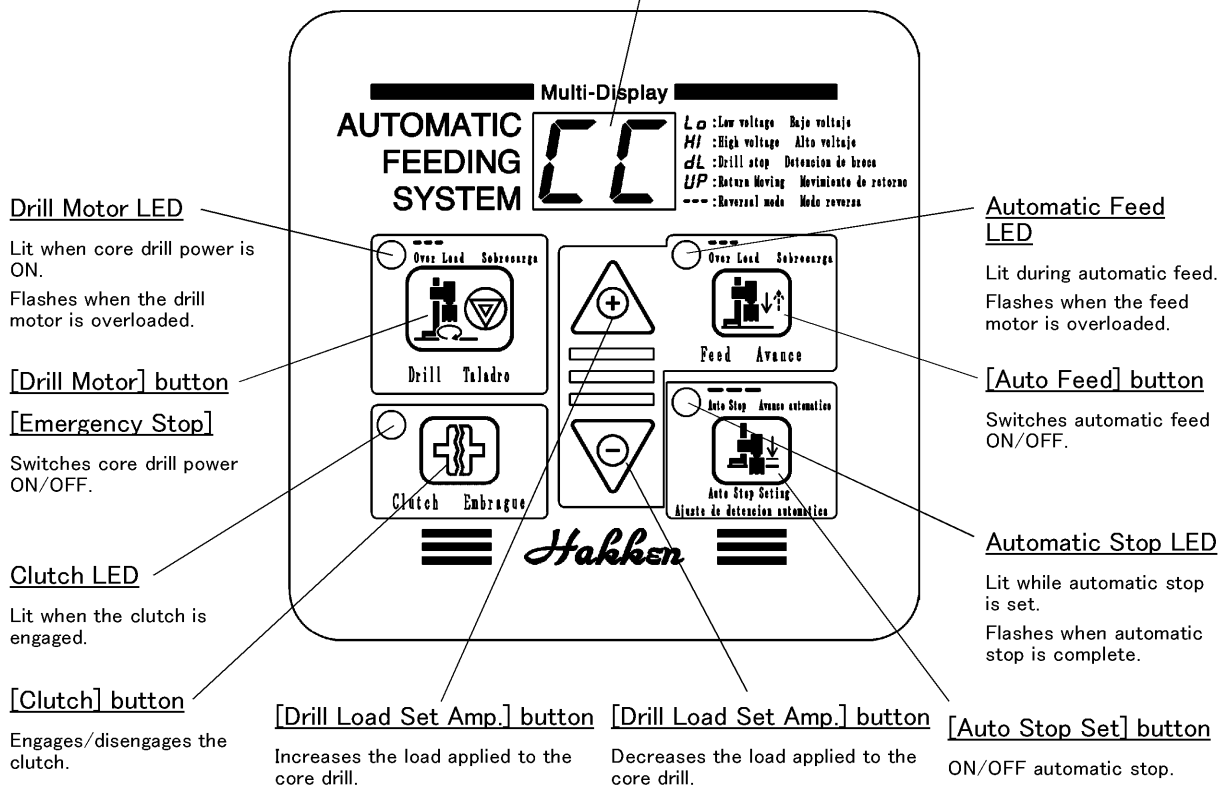 Multi-Display
AUTOMATIC
FEEDING
SYSTEM
CC
Lo :Low voltage Bajo voltaje
HI :High voltage Alto voltaje
dL :Drill stop Detencion de broca
UP :Return Moving Movimiento de retorno
--- :Reversal mode Modo reversa
Drill Motor LED
Lit when core drill power is
ON.
Flashes when the drill
motor is overloaded.
[Drill Motor] button
[Emergency Stop]
Switches core drill power
ON/OFF.
Clutch LED
Lit when the clutch is
engaged.
[Clutch] button
Engages/disengages the
clutch.
---
Over Load Sobrecarga
Drill Taladro
Clutch Embrague
+
−
---
Over Load Sobrecarga
Feed Avance
---
Auto Stop Avance automatico
Auto Stop Seting
Ajuste de detencion automatica
Hakken
[Drill Load Set Amp.] button
Increases the load applied to the
core drill.
[Drill Load Set Amp.] button
Decreases the load applied to the
core drill.
Automatic Feed
LED
Lit during automatic feed.
Flashes when the feed
motor is overloaded.
[Auto Feed] button
Switches automatic feed
ON/OFF.
Automatic Stop LED
Lit while automatic stop
is set.
Flashes when automatic
stop is complete.
[Auto Stop Set] button
ON/OFF automatic stop.